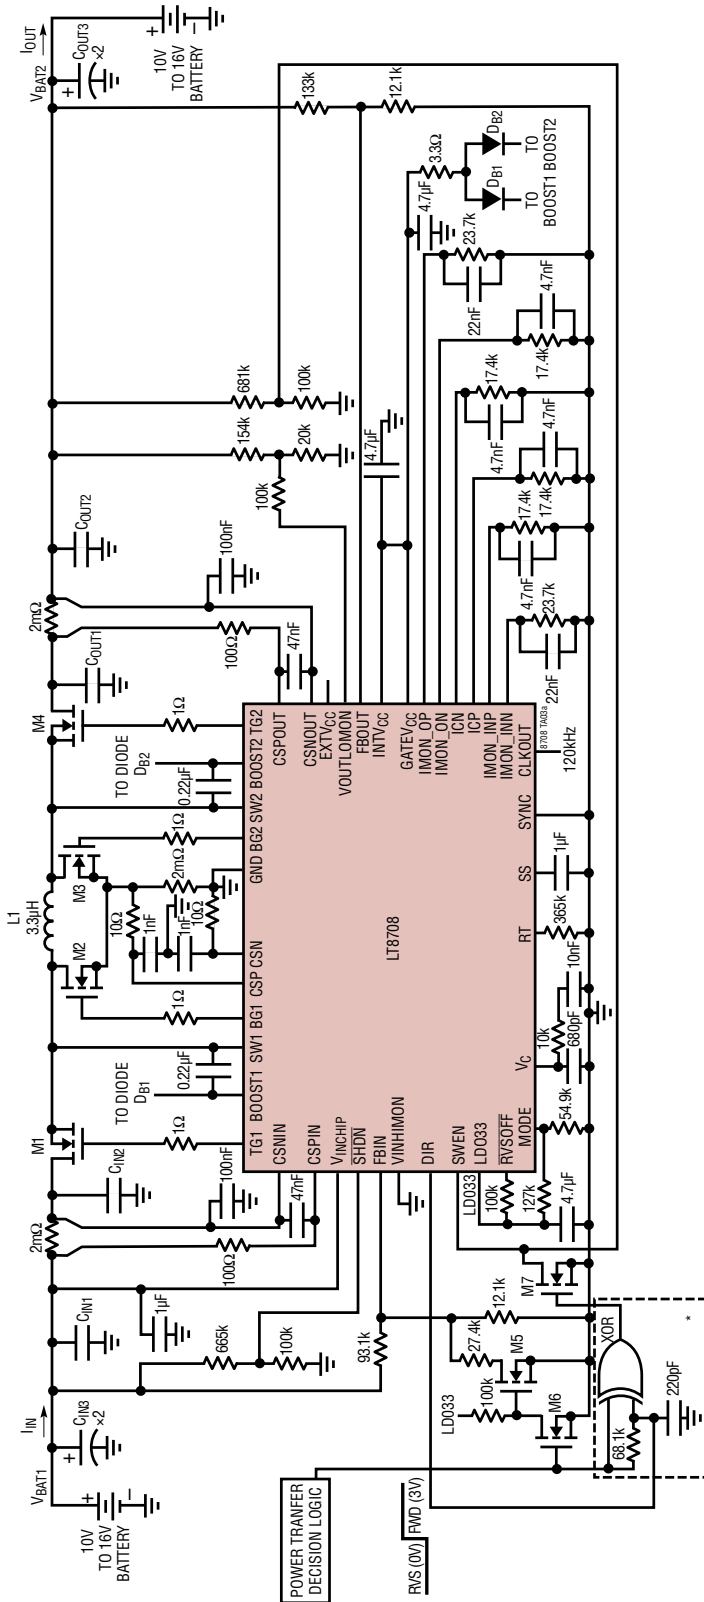 VBAT1
IIN
CIN3
×2
+
10V
TO 16V
BATTERY
+
–
CIN1
1µF
665k
100k
93.1k
2mΩ
100Ω
CIN2
100nF
47nF
M1
1Ω
TO DIODE
DB1
0.22µF
M2
1Ω
L1
3.3µH
M3
10Ω
1nF
1nF
10Ω
2mΩ
1Ω
TO DIODE
DB2
0.22µF
M4
1Ω
COUT1
2mΩ
100Ω
47nF
100nF
COUT2
154k
20k
100k
681k
100k
133k
12.1k
VBAT2
IOUT
COUT3
×2
+
10V
TO 16V
BATTERY
+
–
TG1
BOOST1
SW1
BG1
CSP
CSN
GND
BG2
SW2
BOOST2
TG2
CSNIN
CSPIN
VINCHIP
SHDN
FBIN
VINHIMON
DIR
SWEN
LDO33
RVSOFF
LT8708
CSPOUT
CSNOUT
EXTVCC
VOUTLOMON
FBOUT
INTVCC
GATEVCC
IMON_OP
IMON_ON
ICN
ICP
IMON_INP
IMON_INN
MODE
VC
RT
SS
SYNC
CLKOUT
8708 TA03a
120kHz
4.7µF
4.7µF
3.3Ω
DB1
DB2
TO
BOOST1
TO
BOOST2
23.7k
22nF
17.4k
4.7nF
17.4k
4.7nF
17.4k
4.7nF
17.4k
4.7nF
23.7k
22nF
LDO33
100k
127k
4.7µF
54.9k
10k
680pF
10nF
365k
1µF
LDO33
100k
27.4k
12.1k
M5
M6
M7
XOR
*
68.1k
220pF
POWER TRANFER
DECISION LOGIC
RVS (0V)
FWD (3V)